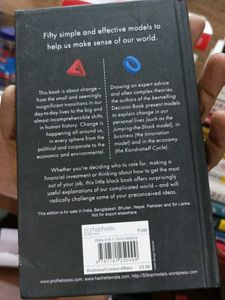 Fifty simple and effective models to
help us make sense of our world.
This book is about change –
from the small and seemingly
insignificant transitions in our
day-to-day lives to the big and
almost incomprehensible shifts
in human history. Change is
happening all around us,
in every sphere from the
political and corporate to the
economic and environmental.
Drawing on expert advice
and often complex theories,
the authors of the bestselling
Decision Book present models
to explain change in our
personal lives (such as the
Jumping-the-Shark model), in
business (the Innovation
model) and in the economy
(the Kondratieff Cycle).
Whether you're deciding who to vote for, making a
financial investment or thinking about how to get the most
out of your job, this little black book offers surprisingly
useful explanations of our complicated world – and will
radically challenge some of your preconceived ideas.
This edition is for sale in India, Bangladesh, Bhutan, Nepal, Pakistan and Sri Lanka.
Not for export elsewhere
hachette
INDIA
₹299
Business/Current Affairs
£9.99
www.profilebooks.com www.hachetteindia.com http://50topmodels.wordpress.com